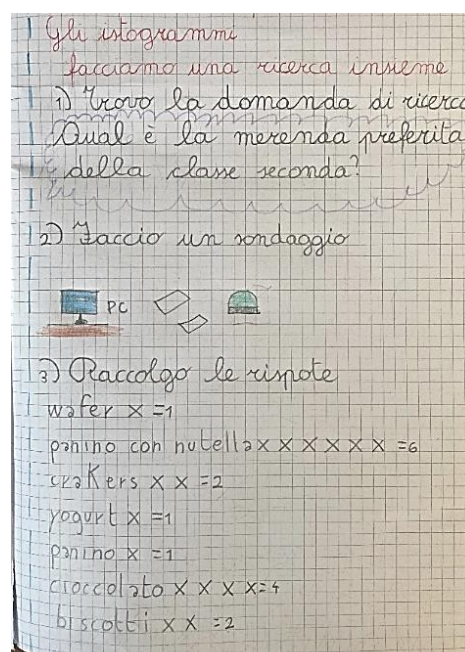 Gli istogrammi
facciamo una ricerca insieme
1) Trovo la domanda di ricerca
Qual è la merenda preferita
della classe seconda?
2) Faccio un sondaggio
PC
3) Raccolgo le rispote
wafer x =1
panino con nutella x x x x x x =6
crakers x x =2
yogurt x =1
panino x =1
cioccolato x x x x=4
biscotti x x =2